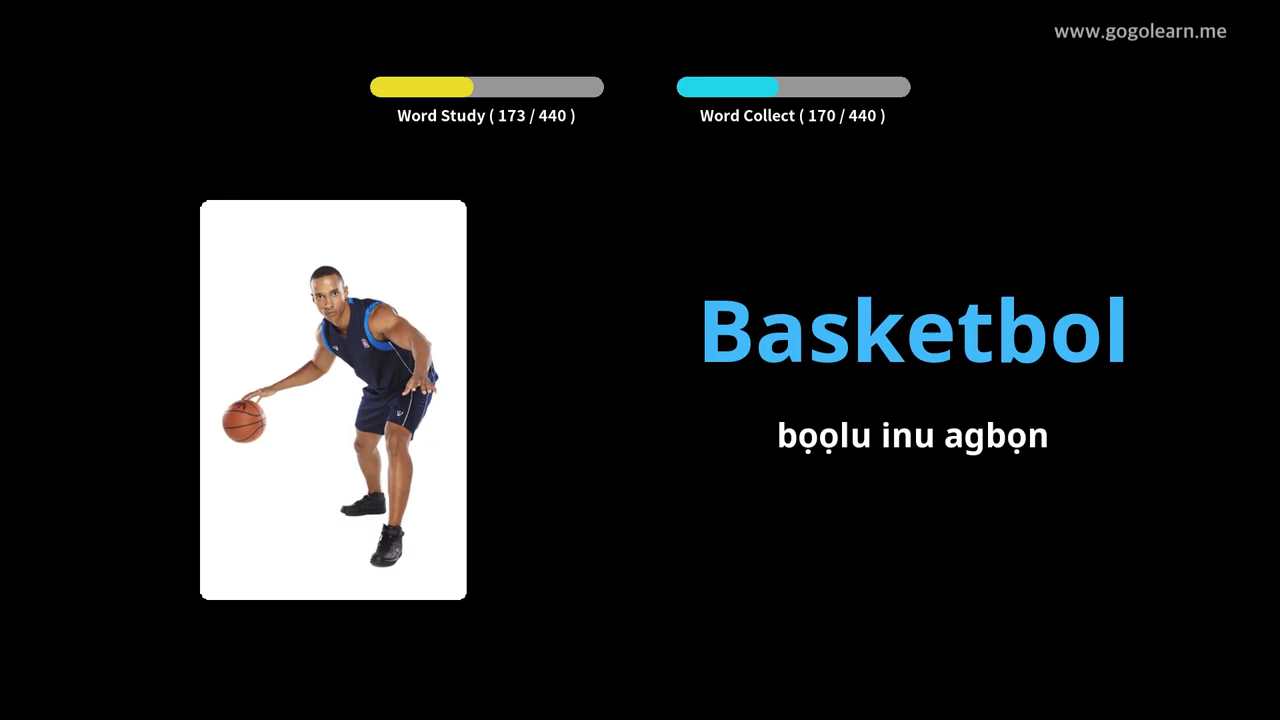 www.gogolearn.me
Word Study ( 173 / 440 )
Word Collect ( 170 / 440 )
Basketbol
bọọlu inu agbọn